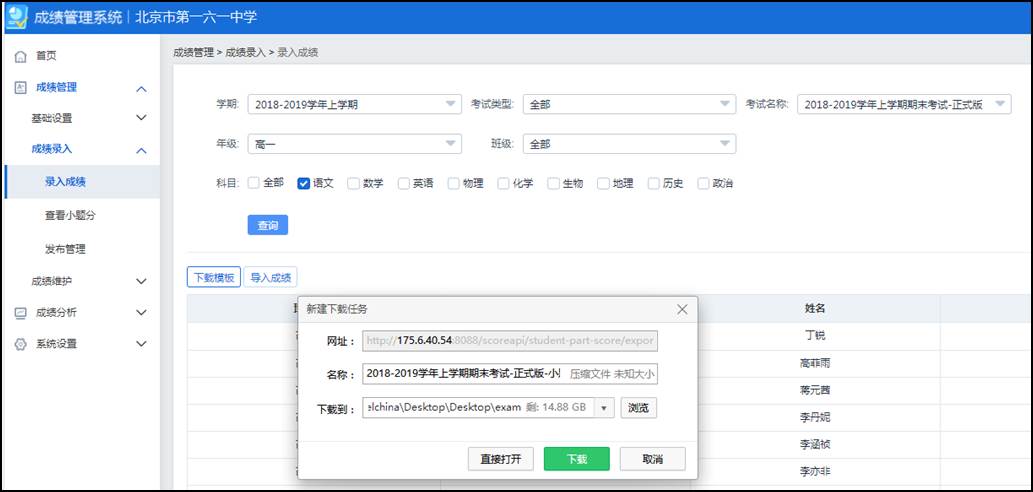 成绩管理系统 | 北京市第一六一中学
首页
成绩管理
基础设置
成绩录入
录入成绩
查看小题分
发布管理
成绩维护
成绩分析
系统设置
成绩管理 > 成绩录入 > 录入成绩
学期: 2018-2019学年上学期 考试类型: 全部 考试名称: 2018-2019学年上学期期末考试-正式版
年级: 高一 班级: 全部
科目: 全部 语文 数学 英语 物理 化学 生物 地理 历史 政治
查询
下载模板 导入成绩
姓名
丁锐
高菲雨
蒋元茜
李丹妮
李涵祯
李亦非
新建下载任务
网址: http://175.6.40.54:8088/scoreapi/student-part-score/expor
名称: 2018-2019学年上学期期末考试-正式版-小 压缩文件 未知大小
下载到: elchina\Desktop\Desktop\exam 剩: 14.88 GB 浏览
直接打开 下载 取消